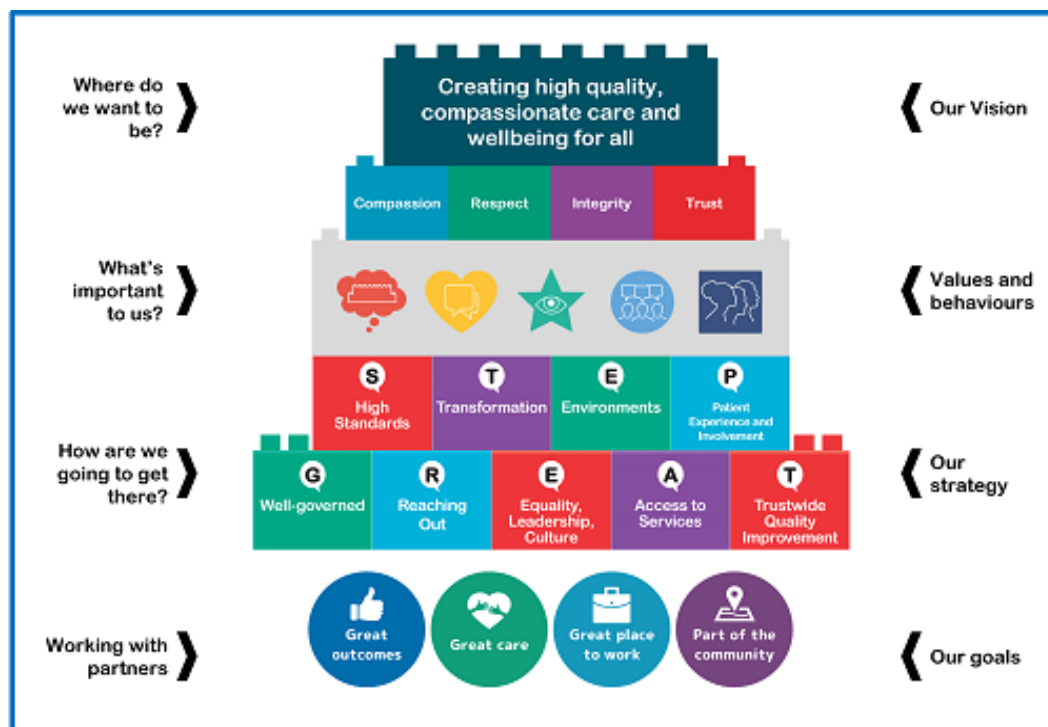 Where do
we want to
be?
Creating high quality,
compassionate care and
wellbeing for all
Our Vision
Compassion
Respect
Integrity
Trust
What's
important
to us?
Values and
behaviours
S
High
Standards
T
Transformation
E
Environments
P
Patient
Experience and
Involvement
How are we
going to get
there?
G
Well-governed
R
Reaching
Out
E
Equality,
Leadership,
Culture
A
Access to
Services
T
Trustwide
Quality
Improvement
Our
strategy
Working with
partners
Great
outcomes
Great care
Great place
to work
Part of the
community
Our goals